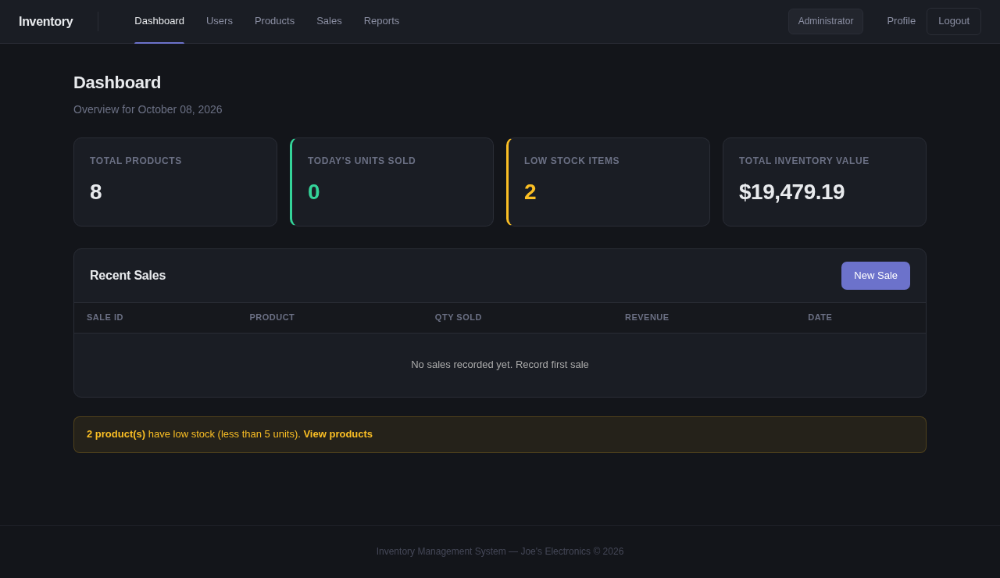 Inventory
Dashboard Users Products Sales Reports
Administrator Profile Logout
Dashboard
Overview for October 08, 2026
TOTAL PRODUCTS
8
TODAY'S UNITS SOLD
0
LOW STOCK ITEMS
2
TOTAL INVENTORY VALUE
$19,479.19
Recent Sales
New Sale
SALE ID PRODUCT QTY SOLD REVENUE DATE
No sales recorded yet. Record first sale
2 product(s) have low stock (less than 5 units). View products
Inventory Management System — Joe's Electronics © 2026